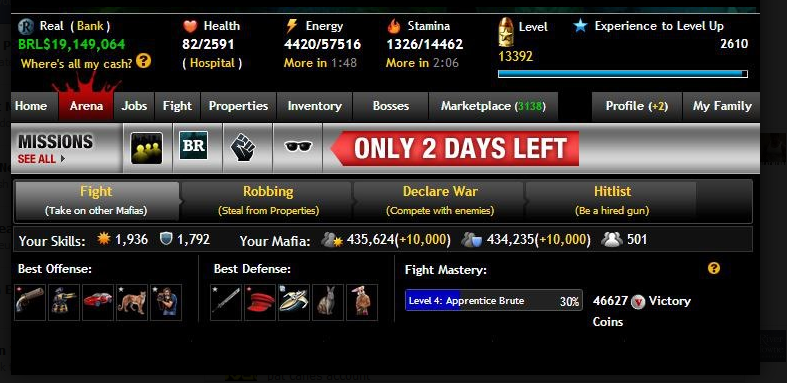 Real ( Bank )
BRL$19,149,064
Where's all my cash? ?
Health
82/2591
( Hospital )
Energy
4420/57516
More in 1:48
Stamina
1326/14462
More in 2:06
Level
13392
Experience to Level Up
2610
Home Arena Jobs Fight Properties Inventory Bosses Marketplace (3138) Profile (+2) My Family
MISSIONS
SEE ALL
BR
ONLY 2 DAYS LEFT
Fight
(Take on other Mafias)
Robbing
(Steal from Properties)
Declare War
(Compete with enemies)
Hitlist
(Be a hired gun)
Your Skills: 1,936 1,792 Your Mafia: 435,624(+10,000) 434,235(+10,000) 501
Best Offense:
Best Defense:
Fight Mastery: ?
Level 4: Apprentice Brute 30%
46627 V Victory
Coins